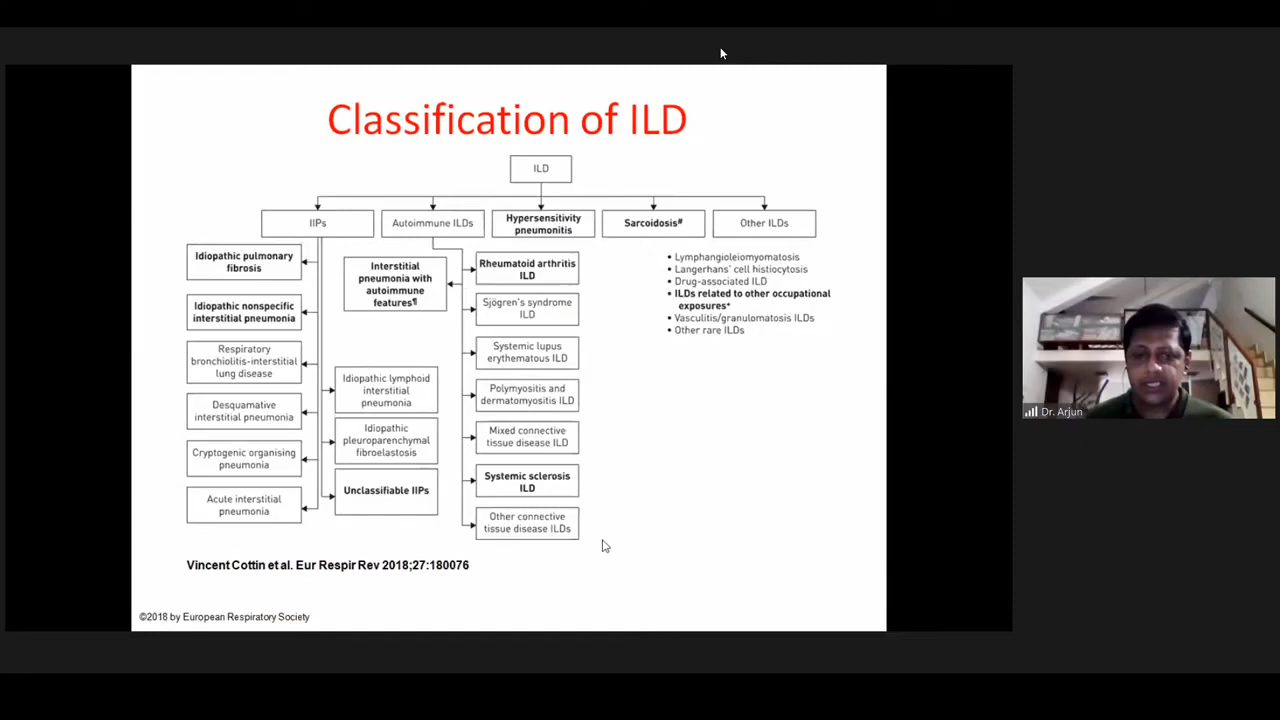 Classification of ILD
ILD
IIPs
Autoimmune ILDs
Hypersensitivity
pneumonitis
Sarcoidosis#
Other ILDs
Idiopathic pulmonary
fibrosis
Idiopathic nonspecific
interstitial pneumonia
Respiratory
bronchiolitis-interstitial
lung disease
Desquamative
interstitial pneumonia
Cryptogenic organising
pneumonia
Acute interstitial
pneumonia
Interstitial
pneumonia with
autoimmune
features¶
Idiopathic lymphoid
interstitial
pneumonia
Idiopathic
pleuroparenchymal
fibroelastosis
Unclassifiable IIPs
Rheumatoid arthritis
ILD
Sjögren's syndrome
ILD
Systemic lupus
erythematous ILD
Polymyositis and
dermatomyositis ILD
Mixed connective
tissue disease ILD
Systemic sclerosis
ILD
Other connective
tissue disease ILDs
• Lymphangioleiomyomatosis
• Langerhans' cell histiocytosis
• Drug-associated ILD
• ILDs related to other occupational
exposures+
• Vasculitis/granulomatosis ILDs
• Other rare ILDs
Vincent Cottin et al. Eur Respir Rev 2018;27:180076
©2018 by European Respiratory Society
Dr. Arjun